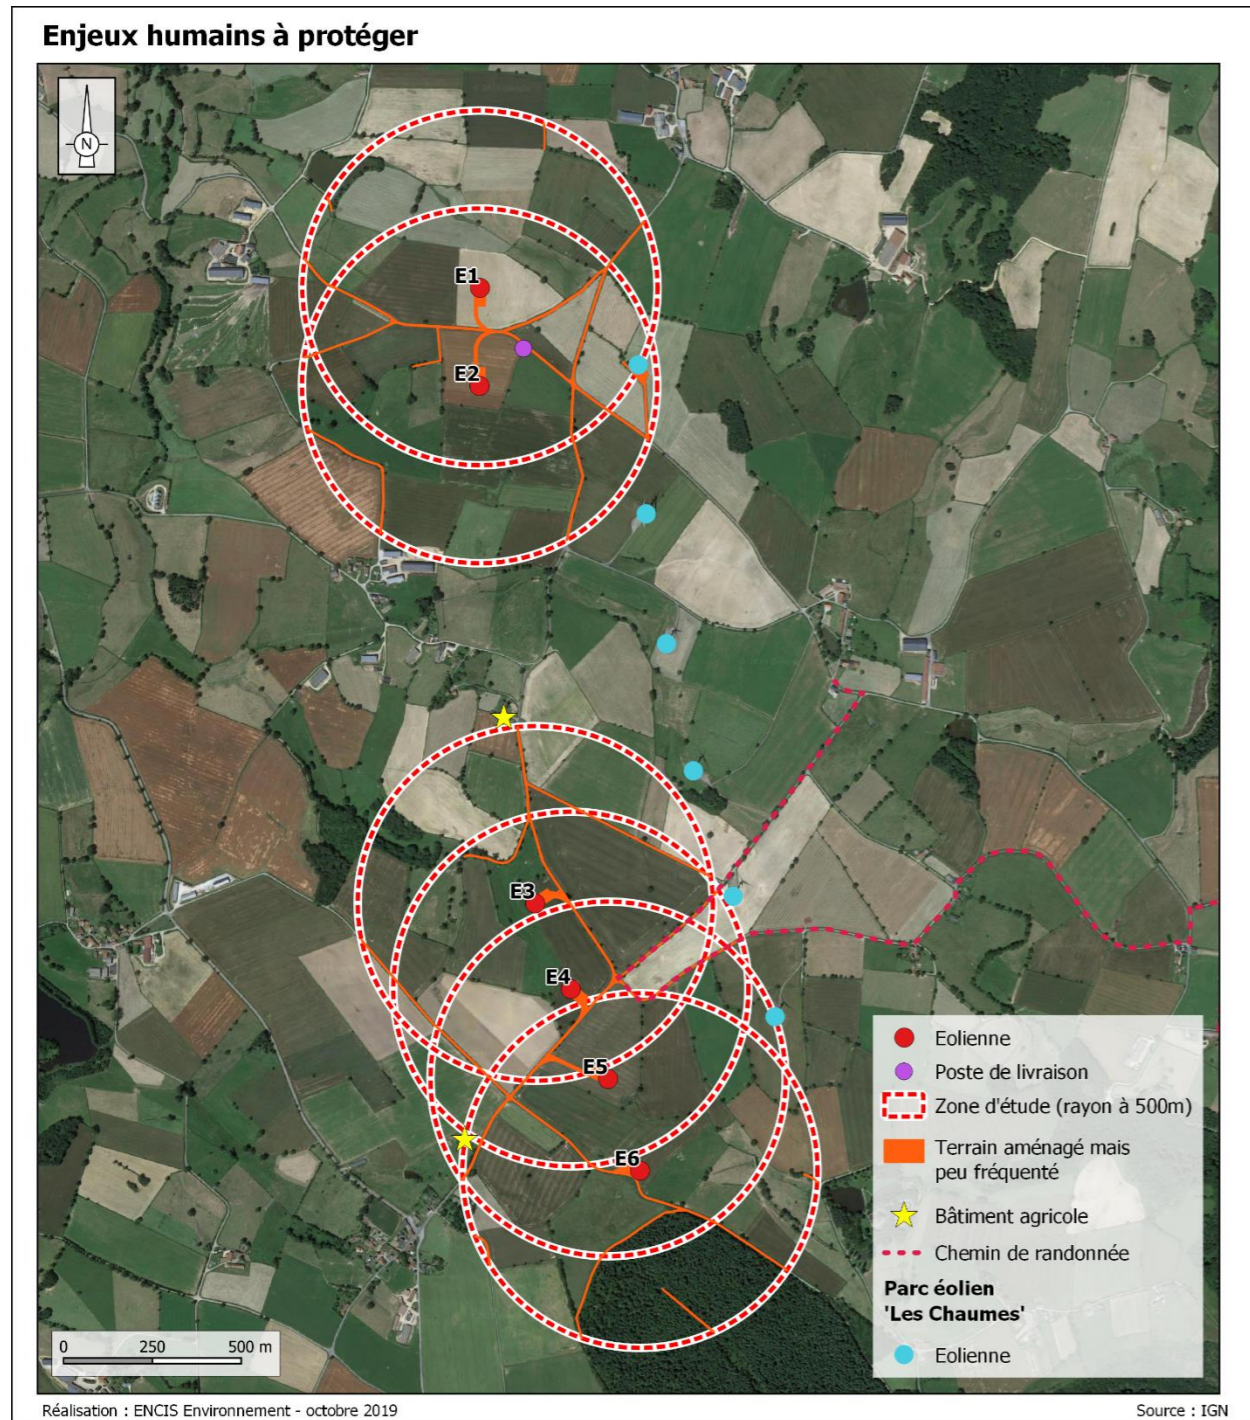 Enjeux humains à protéger
N
E1
E2
E3
E4
E5
E6
Eolienne
Poste de livraison
Zone d'étude (rayon à 500m)
Terrain aménagé mais
peu fréquenté
Bâtiment agricole
Chemin de randonnée
Parc éolien
'Les Chaumes'
Eolienne
0 250 500 m
Réalisation : ENCIS Environnement - octobre 2019
Source : IGN